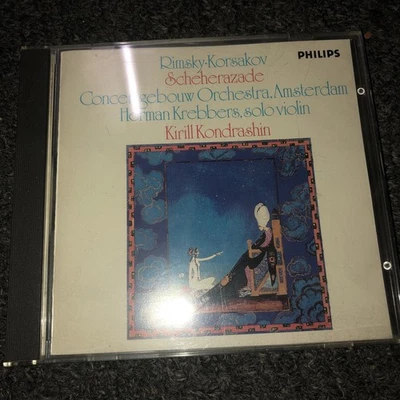 Rimsky-Korsakov
PHILIPS
Scheherazade
Concertgebouw Orchestra, Amsterdam
Herman Krebbers, solo violin
Kirill Kondrashin